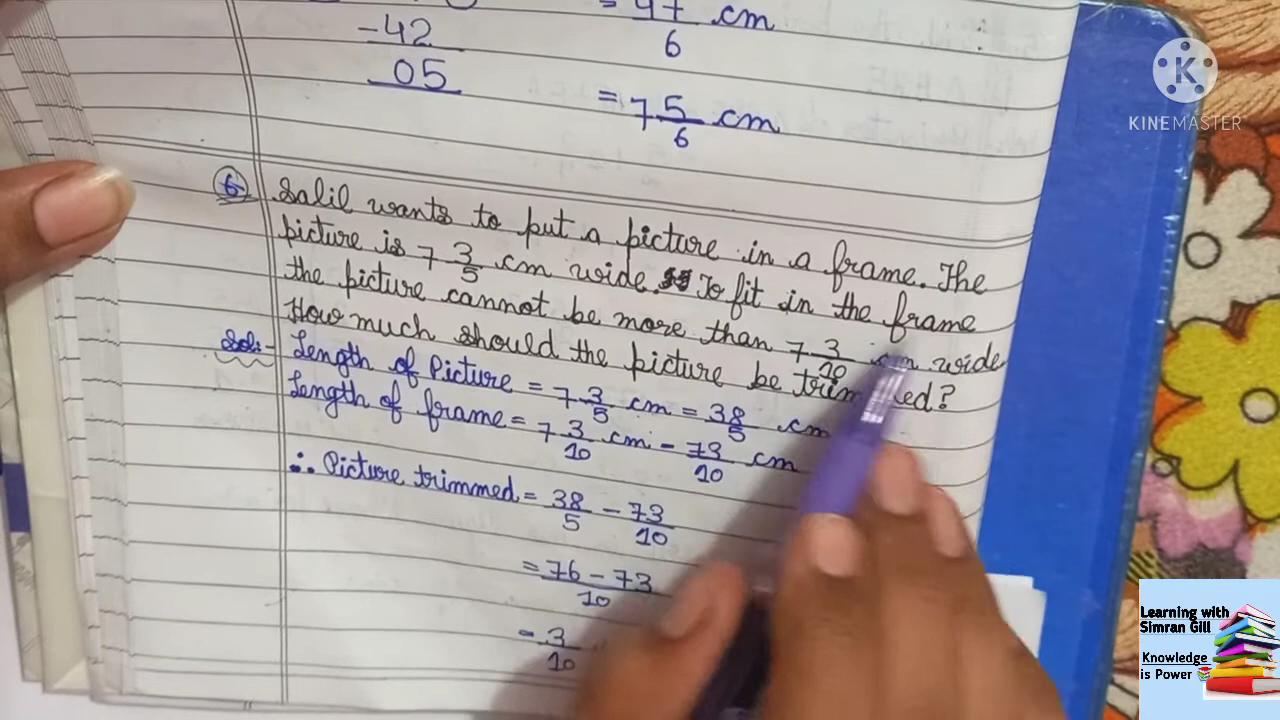 -42
05
= 47/6 cm
= 7 5/6 cm
6 Salil wants to put a picture in a frame. The
picture is 7 3/5 cm wide. To fit in the frame
the picture cannot be more than 7 3/10 cm wide
How much should the picture be trimmed?
Sol:- Length of Picture = 7 3/5 cm = 38/5 cm
Length of frame = 7 3/10 cm - 73/10 cm
∴ Picture trimmed = 38/5 - 73/10
= 76 - 73/10
- 3/10
K
KINEMASTER
Learning with
Simran Gill
Knowledge
is Power